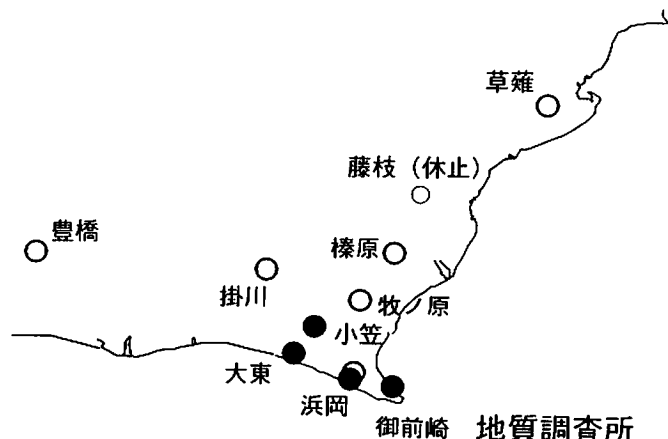 草薙
藤枝（休止）
豊橋
榛原
掛川
牧ノ原
小笠
大東
浜岡
御前崎
地質調査所